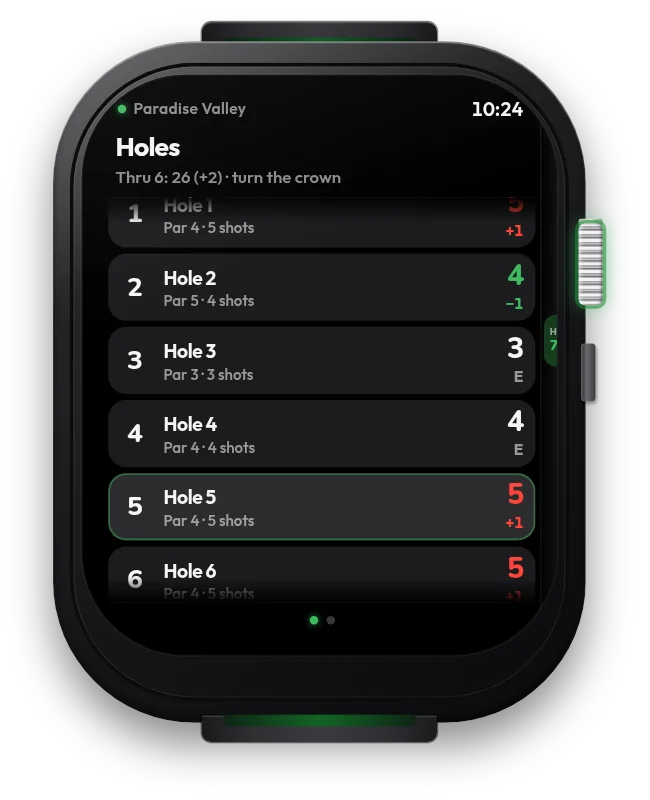 Paradise Valley 10:24
Holes
Thru 6: 26 (+2) · turn the crown
1 Hole 1 5
Par 4 · 5 shots +1
2 Hole 2 4
Par 5 · 4 shots −1
3 Hole 3 3
Par 3 · 3 shots E
4 Hole 4 4
Par 4 · 4 shots E
5 Hole 5 5
Par 4 · 5 shots +1
6 Hole 6 5
Par 4 · 5 shots +1
H
7